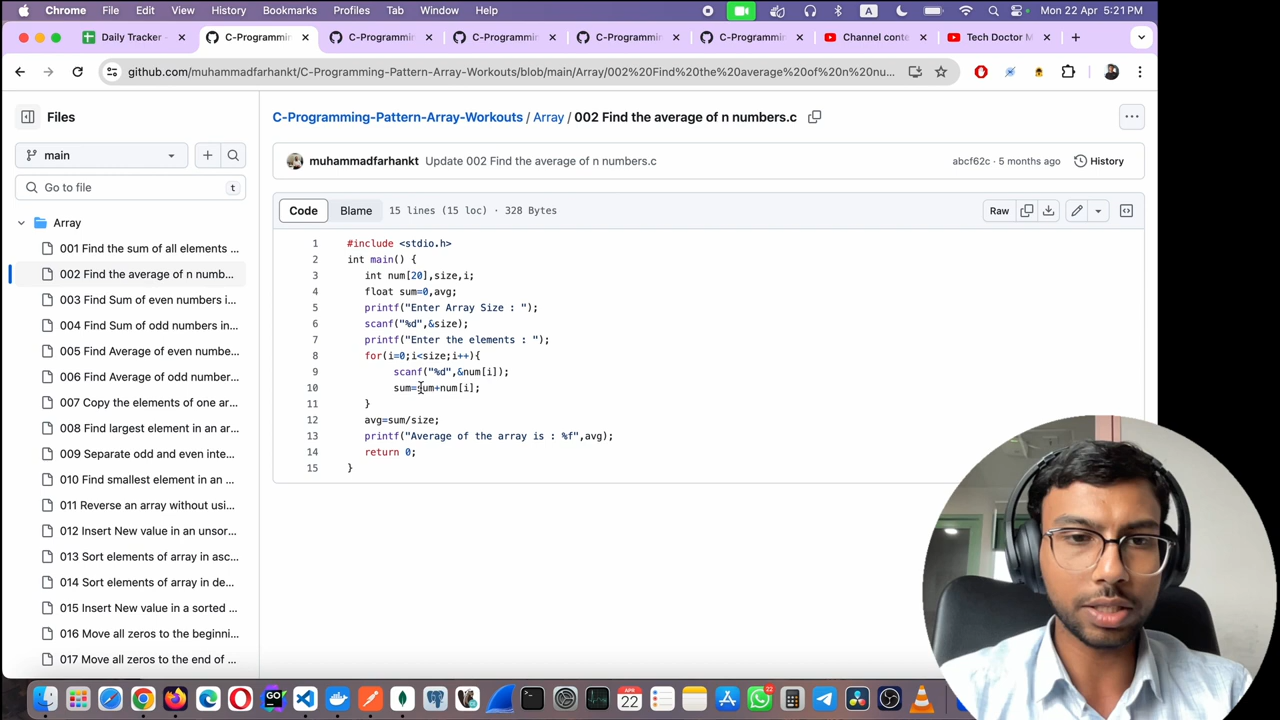 Chrome File Edit View History Bookmarks Profiles Tab Window Help A Mon 22 Apr 5:21 PM
Daily Tracker - C-Programmin C-Programmin C-Programmin C-Programmin C-Programmin Channel conte Tech Doctor M
github.com/muhammadfarhankt/C-Programming-Pattern-Array-Workouts/blob/main/Array/002%20Find%20the%20average%20of%20n%20nu...
Files
main
Go to file t
Array
001 Find the sum of all elements ...
002 Find the average of n numb...
003 Find Sum of even numbers i...
004 Find Sum of odd numbers in...
005 Find Average of even numbe...
006 Find Average of odd number...
007 Copy the elements of one ar...
008 Find largest element in an ar...
009 Separate odd and even inte...
010 Find smallest element in an ...
011 Reverse an array without usi...
012 Insert New value in an unsor...
013 Sort elements of array in asc...
014 Sort elements of array in de...
015 Insert New value in a sorted ...
016 Move all zeros to the beginni...
017 Move all zeros to the end of ...
C-Programming-Pattern-Array-Workouts / Array / 002 Find the average of n numbers.c
muhammadfarhankt Update 002 Find the average of n numbers.c abcf62c · 5 months ago History
Code Blame 15 lines (15 loc) · 328 Bytes Raw
1 #include <stdio.h>
2 int main() {
3 int num[20],size,i;
4 float sum=0,avg;
5 printf("Enter Array Size : ");
6 scanf("%d",&size);
7 printf("Enter the elements : ");
8 for(i=0;i<size;i++){
9 scanf("%d",&num[i]);
10 sum=sum+num[i];
11 }
12 avg=sum/size;
13 printf("Average of the array is : %f",avg);
14 return 0;
15 }
GO
APR
22
22